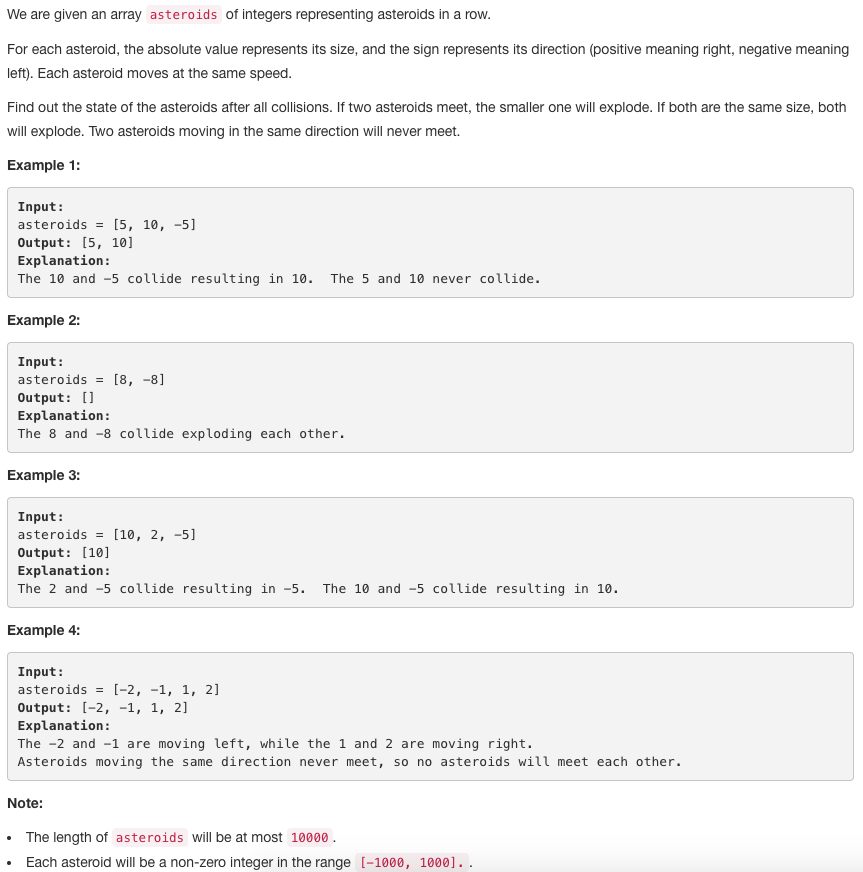 We are given an array asteroids of integers representing asteroids in a row.
For each asteroid, the absolute value represents its size, and the sign represents its direction (positive meaning right, negative meaning
left). Each asteroid moves at the same speed.
Find out the state of the asteroids after all collisions. If two asteroids meet, the smaller one will explode. If both are the same size, both
will explode. Two asteroids moving in the same direction will never meet.
Example 1:
Input:
asteroids = [5, 10, -5]
Output: [5, 10]
Explanation:
The 10 and -5 collide resulting in 10.  The 5 and 10 never collide.
Example 2:
Input:
asteroids = [8, -8]
Output: []
Explanation:
The 8 and -8 collide exploding each other.
Example 3:
Input:
asteroids = [10, 2, -5]
Output: [10]
Explanation:
The 2 and -5 collide resulting in -5.  The 10 and -5 collide resulting in 10.
Example 4:
Input:
asteroids = [-2, -1, 1, 2]
Output: [-2, -1, 1, 2]
Explanation:
The -2 and -1 are moving left, while the 1 and 2 are moving right.
Asteroids moving the same direction never meet, so no asteroids will meet each other.
Note:
• The length of asteroids will be at most 10000.
• Each asteroid will be a non-zero integer in the range [-1000, 1000]..